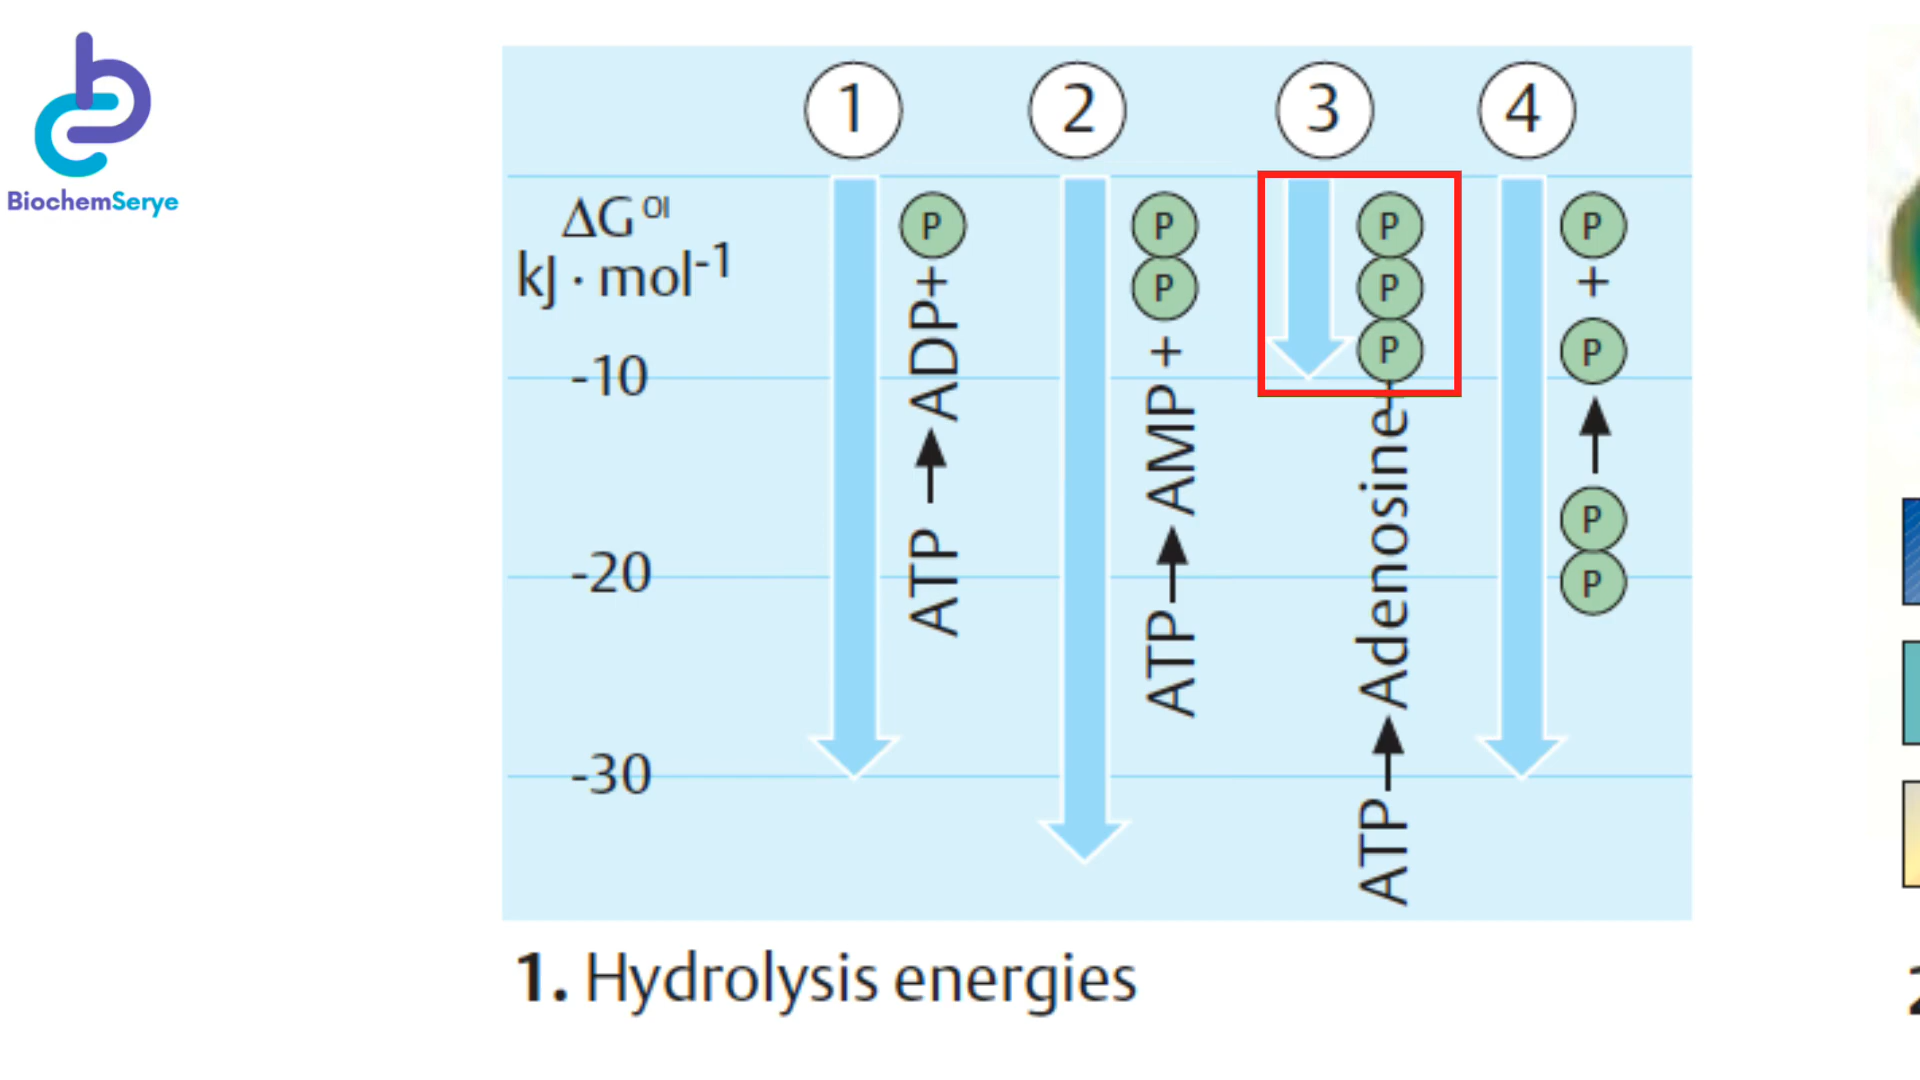 BiochemSerye
1 2 3 4
ΔG⁰ᴵ
kJ · mol⁻¹
-10
-20
-30
ATP → ADP+ P
ATP → AMP + P P
ATP → Adenosine P P P
P P → P + P
1. Hydrolysis energies